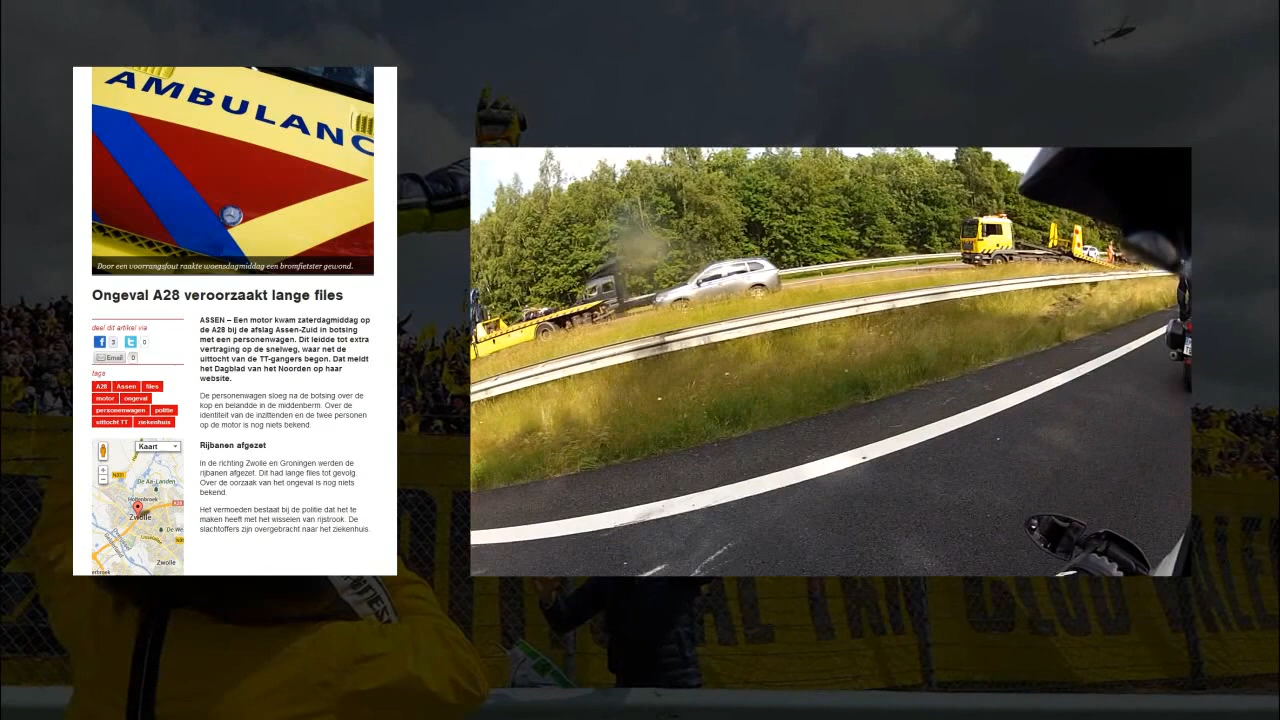 AMBULANC
Door een voorrangsfout raakte woensdagmiddag een bromfietster gewond.
Ongeval A28 veroorzaakt lange files
deel dit artikel via
3 0
Email 0
tags
A28 Assen files
motor ongeval
personenwagen politie
uittocht TT ziekenhuis
ASSEN – Een motor kwam zaterdagmiddag op
de A28 bij de afslag Assen-Zuid in botsing
met een personenwagen. Dit leidde tot extra
vertraging op de snelweg, waar net de
uittocht van de TT-gangers begon. Dat meldt
het Dagblad van het Noorden op haar
website.
De personenwagen sloeg na de botsing over de
kop en belandde in de middenberm. Over de
identiteit van de inzittenden en de twee personen
op de motor is nog niets bekend.
Rijbanen afgezet
In de richting Zwolle en Groningen werden de
rijbanen afgezet. Dit had lange files tot gevolg.
Over de oorzaak van het ongeval is nog niets
bekend.
Het vermoeden bestaat bij de politie dat het te
maken heeft met het wisselen van rijstrook. De
slachtoffers zijn overgebracht naar het ziekenhuis.
Kaart
De Aa-Landen
Holtenbroek
Zwolle
Zwolle